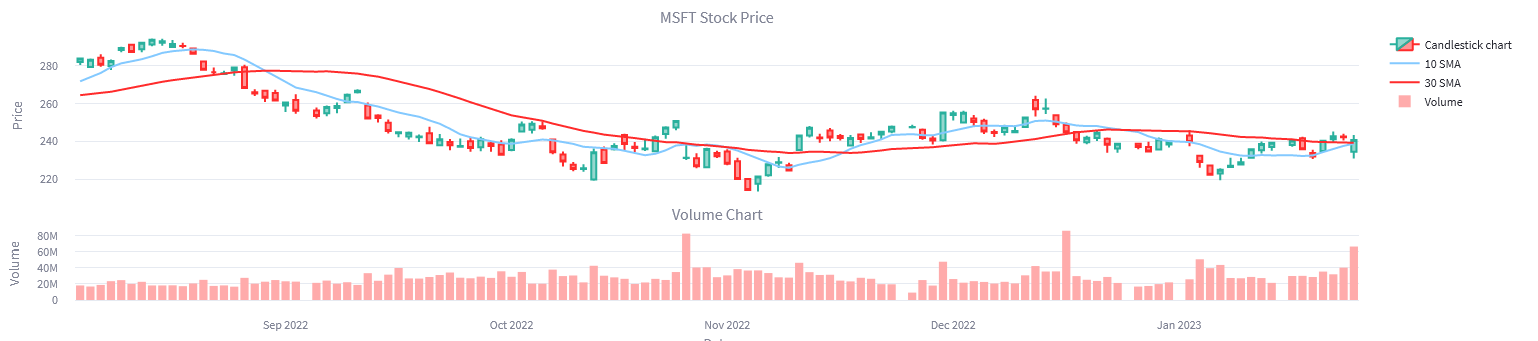 MSFT Stock Price
Price
280
260
240
220
Candlestick chart
10 SMA
30 SMA
Volume
Volume Chart
Volume
80M
60M
40M
20M
0
Sep 2022
Oct 2022
Nov 2022
Dec 2022
Jan 2023